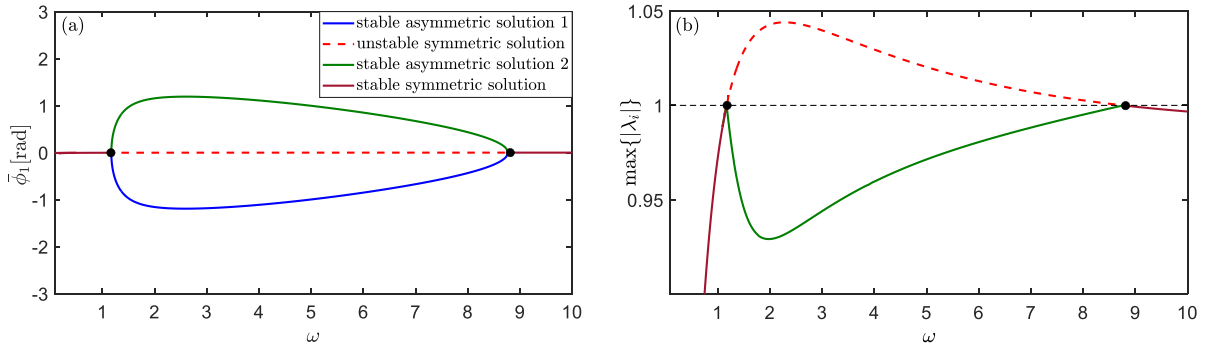 (a)
stable asymmetric solution 1
unstable symmetric solution
stable asymmetric solution 2
stable symmetric solution
3
2
1
0
-1
-2
-3
ϕ̄₁[rad]
1 2 3 4 5 6 7 8 9 10
ω
(b)
1.05
1
0.95
max{|λᵢ|}
1 2 3 4 5 6 7 8 9 10
ω